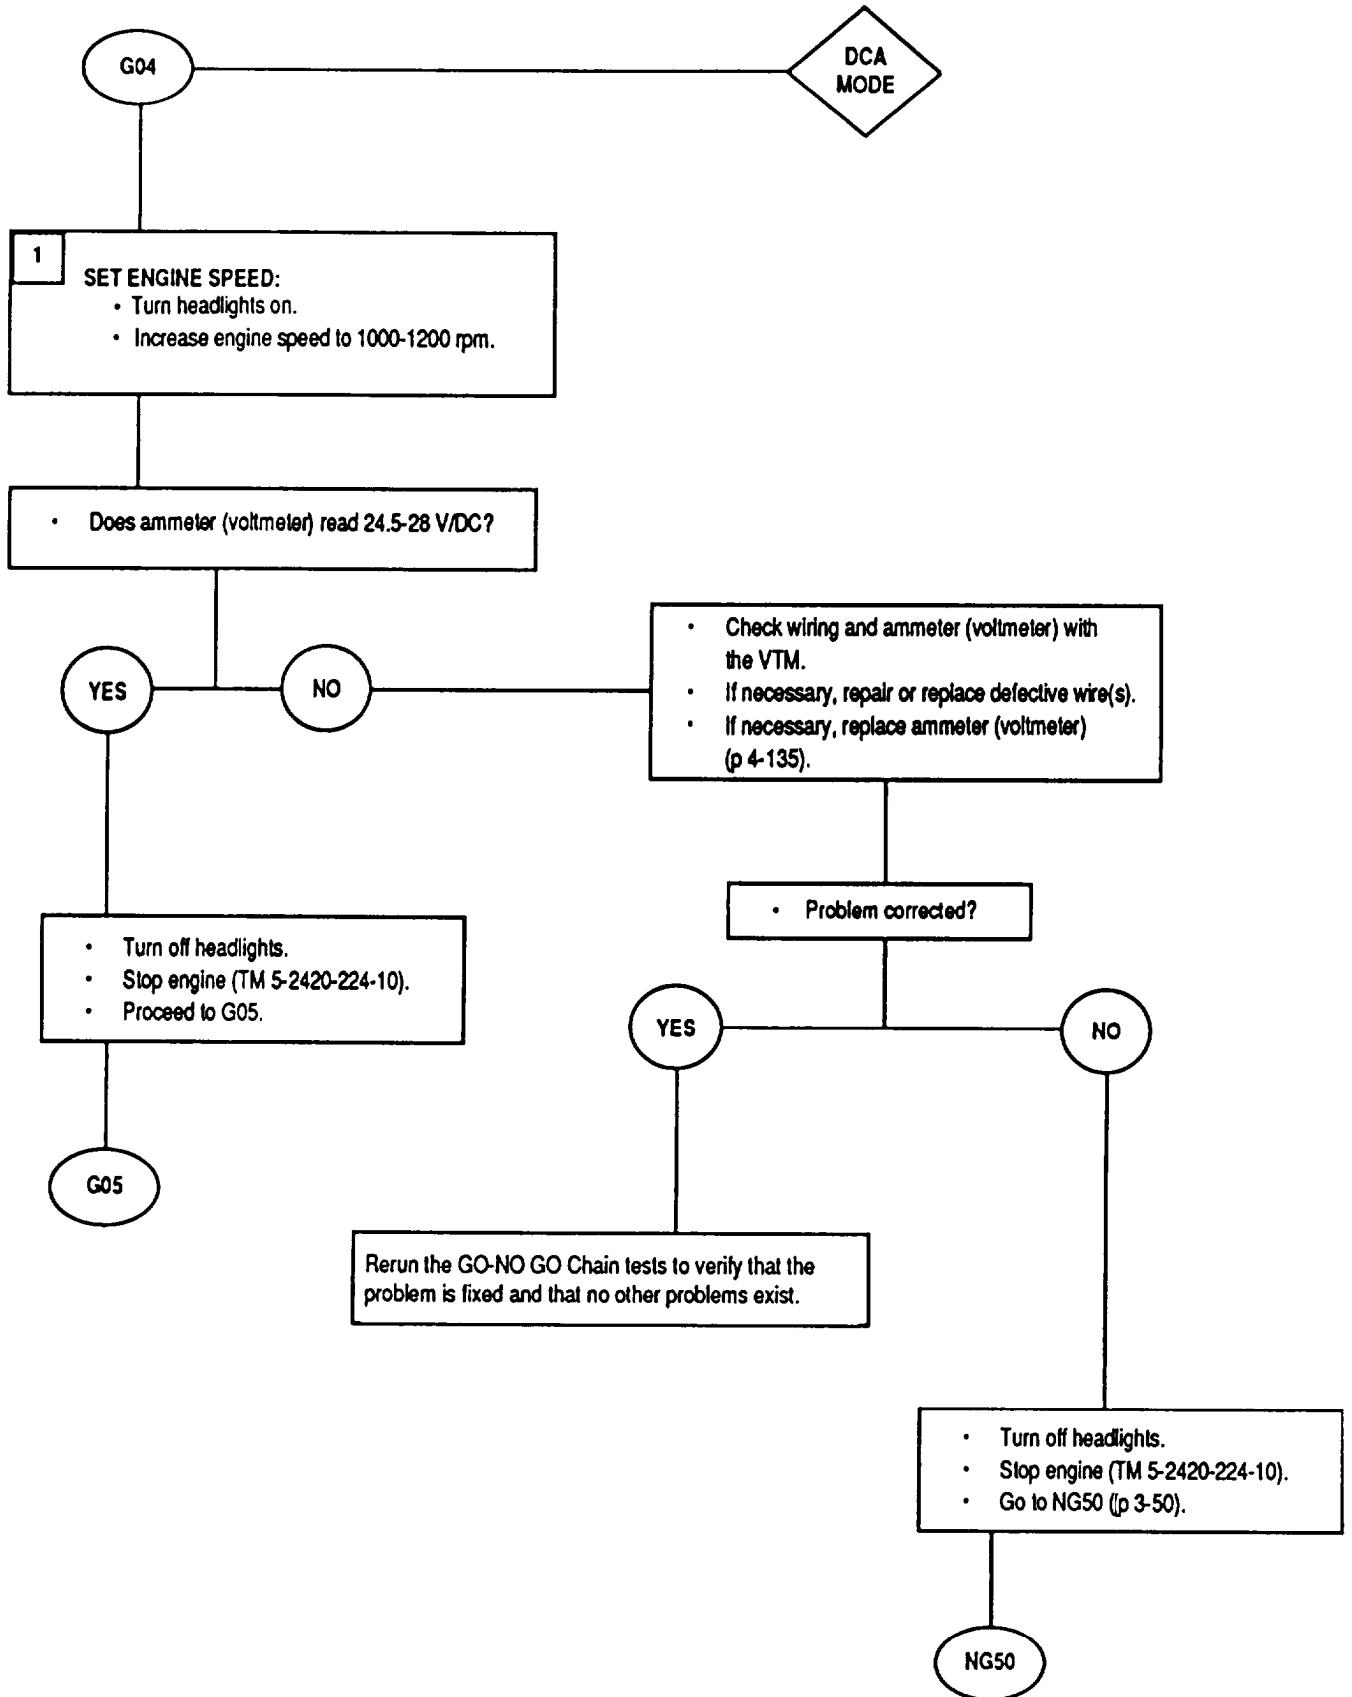 G04
DCA
MODE
1
SET ENGINE SPEED:
• Turn headlights on.
• Increase engine speed to 1000-1200 rpm.
• Does ammeter (voltmeter) read 24.5-28 V/DC?
YES
NO
• Check wiring and ammeter (voltmeter) with
the VTM.
• If necessary, repair or replace defective wire(s).
• If necessary, replace ammeter (voltmeter)
(p 4-135).
• Problem corrected?
• Turn off headlights.
• Stop engine (TM 5-2420-224-10).
• Proceed to G05.
YES
NO
G05
Rerun the GO-NO GO Chain tests to verify that the
problem is fixed and that no other problems exist.
• Turn off headlights.
• Stop engine (TM 5-2420-224-10).
• Go to NG50 ((p 3-50).
NG50